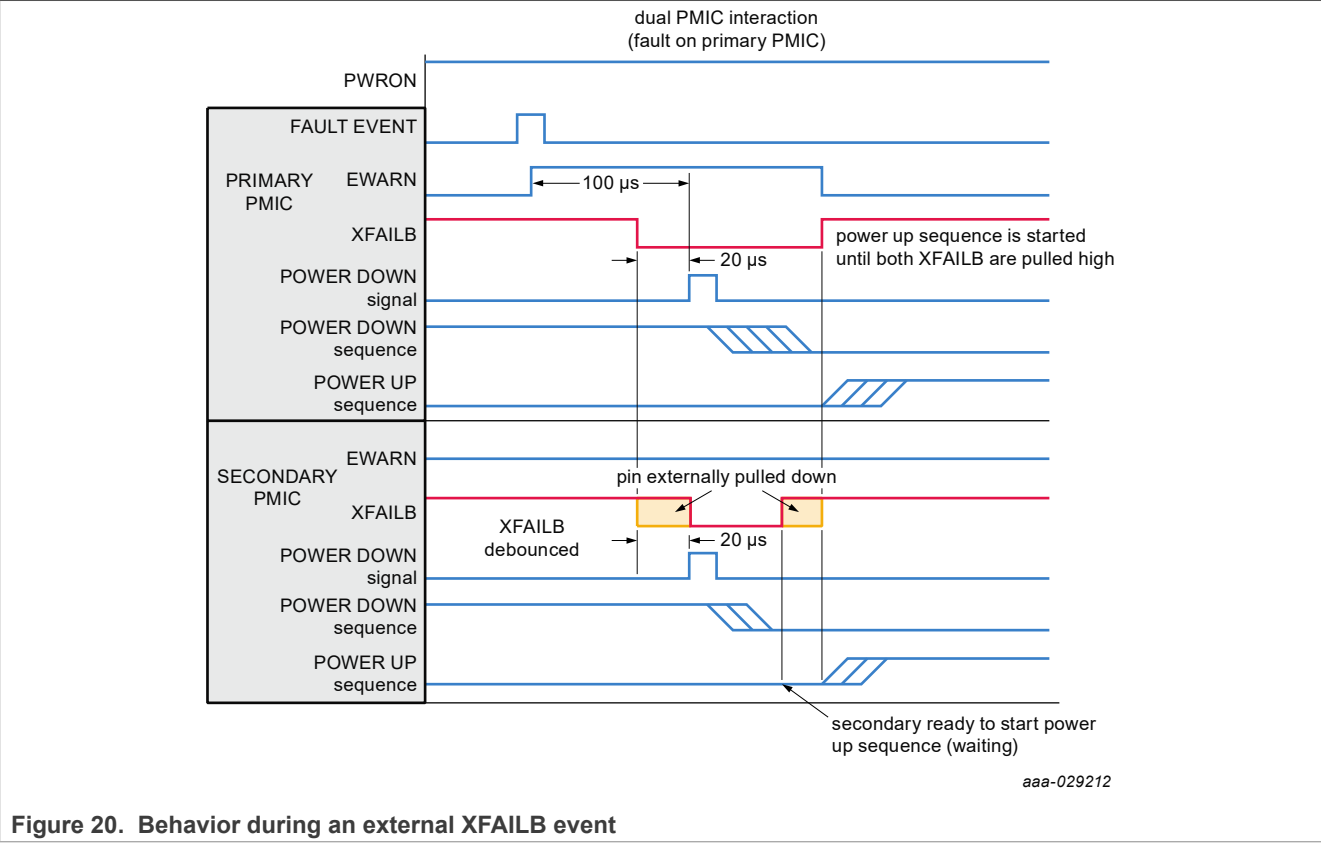 dual PMIC interaction
(fault on primary PMIC)
PWRON
FAULT EVENT
PRIMARY
PMIC
EWARN
100 µs
XFAILB
power up sequence is started
until both XFAILB are pulled high
20 µs
POWER DOWN
signal
POWER DOWN
sequence
POWER UP
sequence
SECONDARY
PMIC
EWARN
pin externally pulled down
XFAILB
XFAILB
debounced
20 µs
POWER DOWN
signal
POWER DOWN
sequence
POWER UP
sequence
secondary ready to start power
up sequence (waiting)
aaa-029212
Figure 20. Behavior during an external XFAILB event